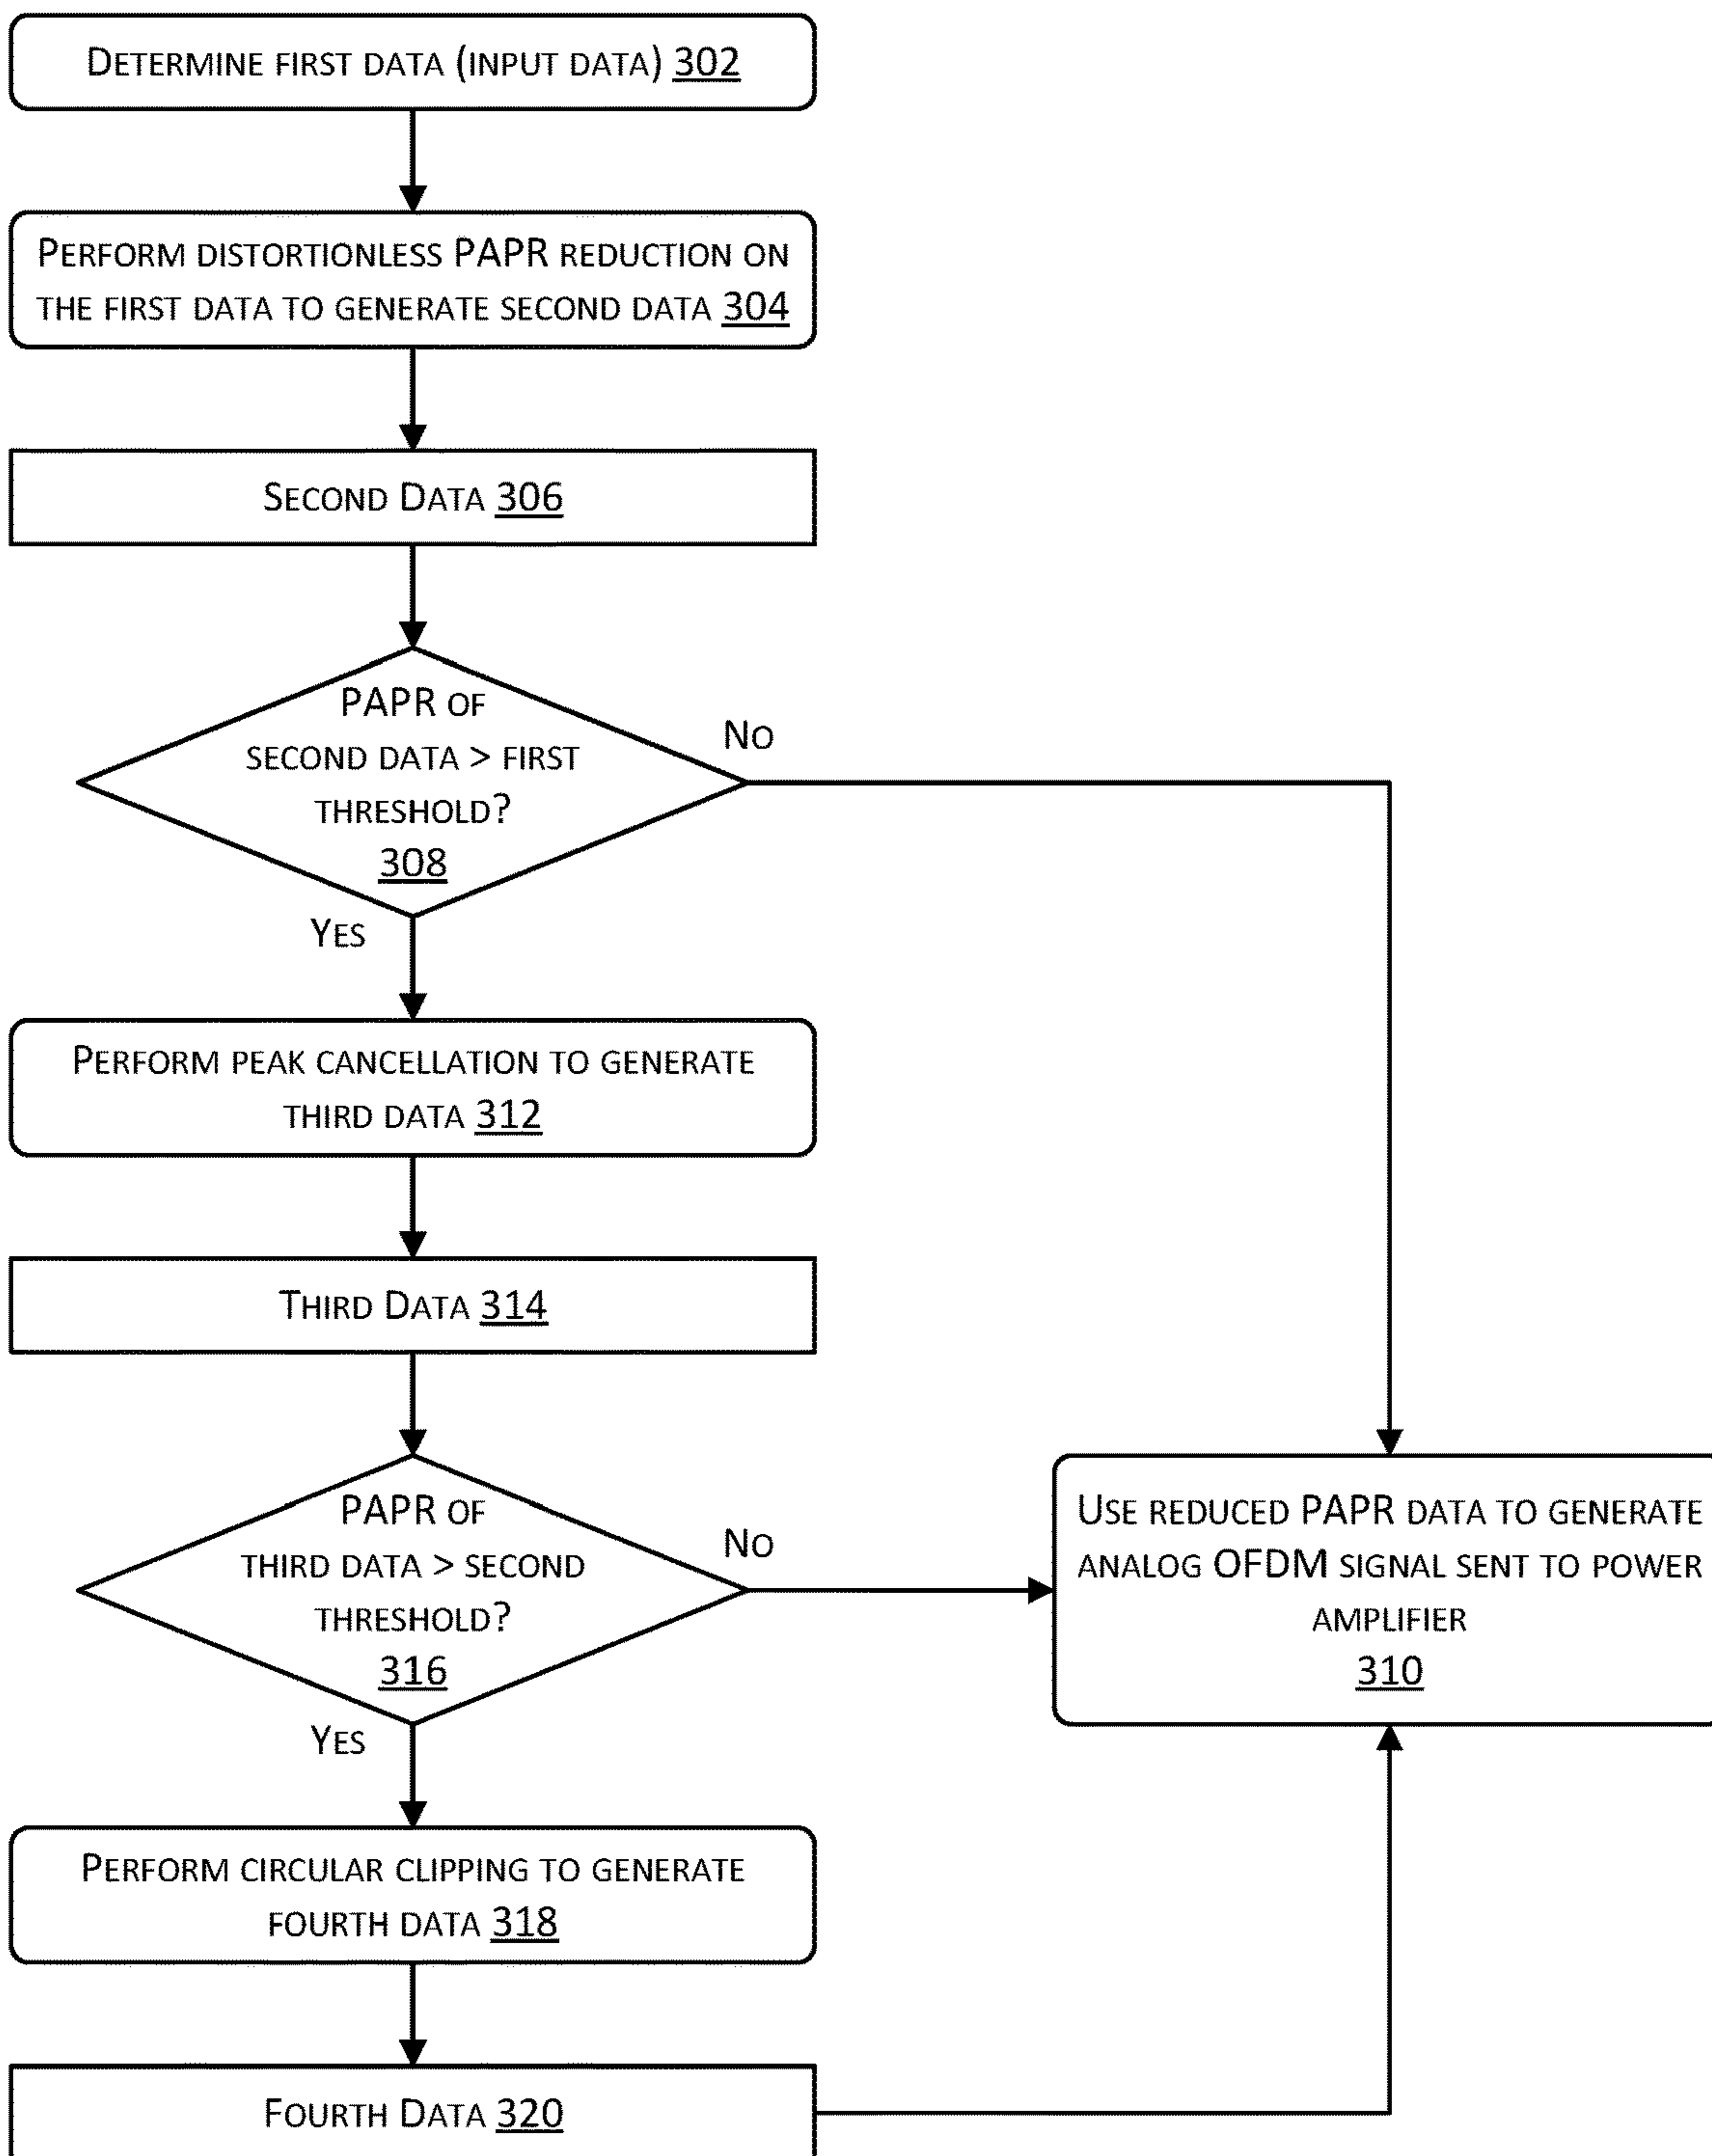 DETERMINE FIRST DATA (INPUT DATA) 302
PERFORM DISTORTIONLESS PAPR REDUCTION ON
THE FIRST DATA TO GENERATE SECOND DATA 304
SECOND DATA 306
PAPR OF
SECOND DATA > FIRST
THRESHOLD?
308
NO
YES
PERFORM PEAK CANCELLATION TO GENERATE
THIRD DATA 312
THIRD DATA 314
PAPR OF
THIRD DATA > SECOND
THRESHOLD?
316
NO
YES
USE REDUCED PAPR DATA TO GENERATE
ANALOG OFDM SIGNAL SENT TO POWER
AMPLIFIER
310
PERFORM CIRCULAR CLIPPING TO GENERATE
FOURTH DATA 318
FOURTH DATA 320